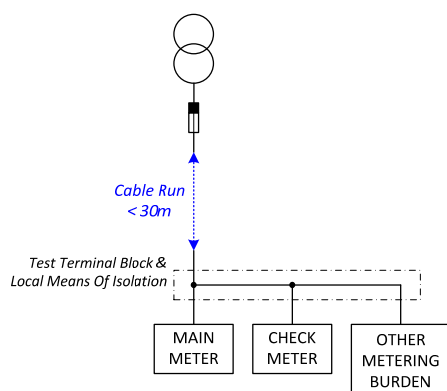 Cable Run
< 30m
Test Terminal Block &
Local Means Of Isolation
MAIN
METER
CHECK
METER
OTHER
METERING
BURDEN